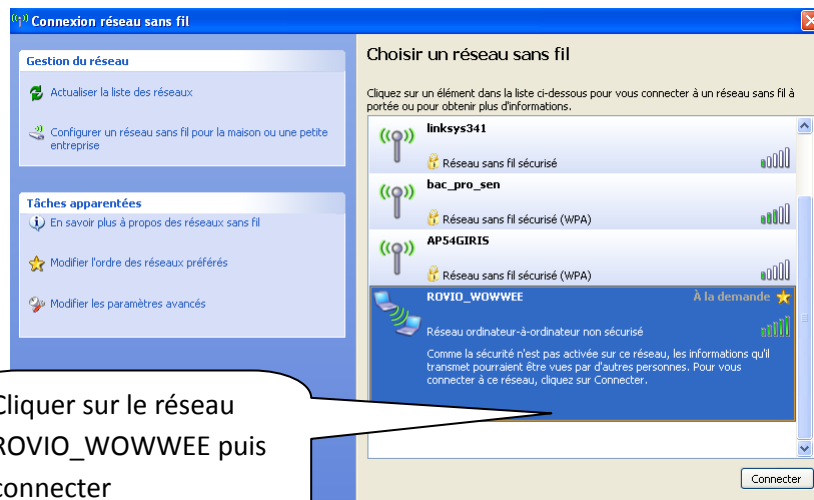 Connexion réseau sans fil
Gestion du réseau
Actualiser la liste des réseaux
Configurer un réseau sans fil pour la maison ou une petite
entreprise
Tâches apparentées
En savoir plus à propos des réseaux sans fil
Modifier l'ordre des réseaux préférés
Modifier les paramètres avancés
Choisir un réseau sans fil
Cliquez sur un élément dans la liste ci-dessous pour vous connecter à un réseau sans fil à
portée ou pour obtenir plus d'informations.
linksys341
Réseau sans fil sécurisé
bac_pro_sen
Réseau sans fil sécurisé (WPA)
AP54GIRIS
Réseau sans fil sécurisé (WPA)
ROVIO_WOWWEE À la demande
Réseau ordinateur-à-ordinateur non sécurisé
Comme la sécurité n'est pas activée sur ce réseau, les informations qu'il
transmet pourraient être vues par d'autres personnes. Pour vous
connecter à ce réseau, cliquez sur Connecter.
Cliquer sur le réseau
ROVIO_WOWWEE puis
connecter
Connecter